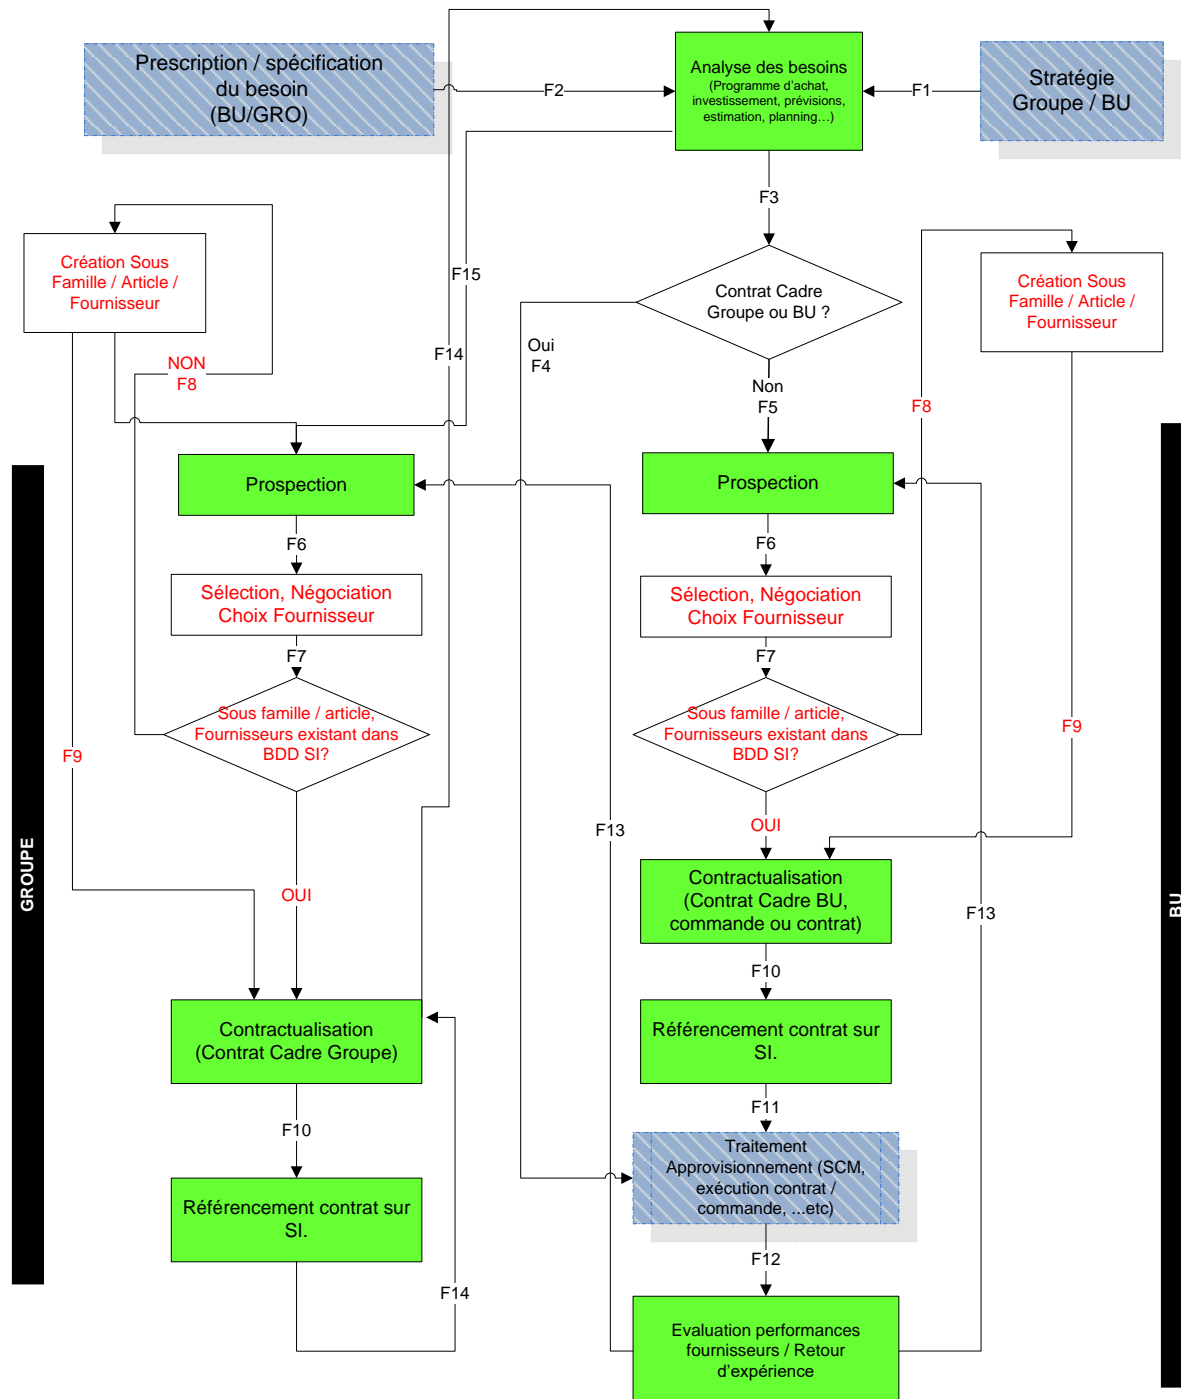 Prescription / spécification
du besoin
(BU/GRO)
F2
Analyse des besoins
(Programme d'achat,
investissement, prévisions,
estimation, planning…)
F1
Stratégie
Groupe / BU
F3
Création Sous
Famille / Article /
Fournisseur
F15
Contrat Cadre
Groupe ou BU ?
Création Sous
Famille / Article /
Fournisseur
NON
F8
F14
Oui
F4
Non
F5
F8
Prospection
Prospection
F6
F6
Sélection, Négociation
Choix Fournisseur
Sélection, Négociation
Choix Fournisseur
F7
F7
Sous famille / article,
Fournisseurs existant dans
BDD SI?
Sous famille / article,
Fournisseurs existant dans
BDD SI?
F9
F9
F13
OUI
GROUPE
OUI
Contractualisation
(Contrat Cadre BU,
commande ou contrat)
F13
BU
F10
Contractualisation
(Contrat Cadre Groupe)
Référencement contrat sur
SI.
F11
F10
Traitement
Approvisionnement (SCM,
exécution contrat /
commande, ...etc)
Référencement contrat sur
SI.
F12
F14
Evaluation performances
fournisseurs / Retour
d'expérience